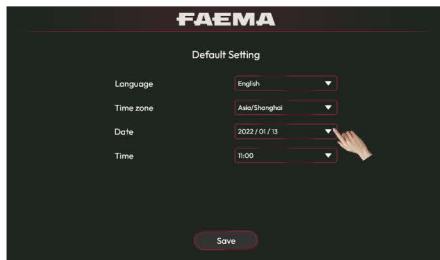 FAEMA
Default Setting
Language English
Time zone Asia/Shanghai
Date 2022 / 01 / 13
Time 11:00
Save